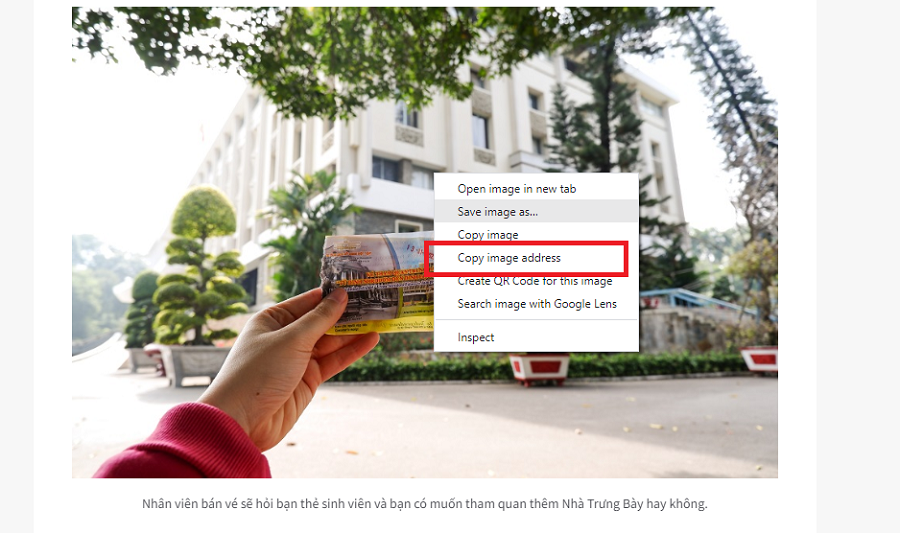 Open image in new tab
Save image as...
Copy image
Copy image address
Create QR Code for this image
Search image with Google Lens
Inspect
Nhân viên bán vé sẽ hỏi bạn thẻ sinh viên và bạn có muốn tham quan thêm Nhà Trưng Bày hay không.